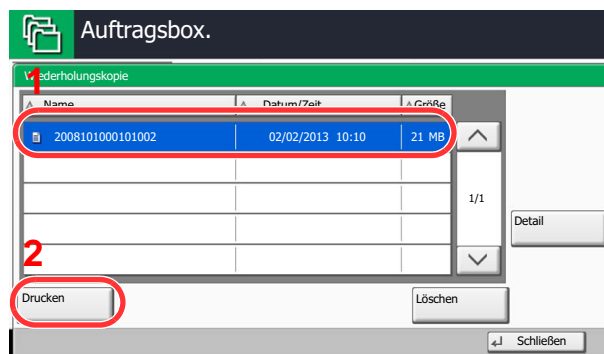 Auftragsbox.
Wiederholungskopie
1
Name Datum/Zeit Größe
2008101000101002 02/02/2013 10:10 21 MB
1/1
Detail
2
Drucken Löschen
Schließen